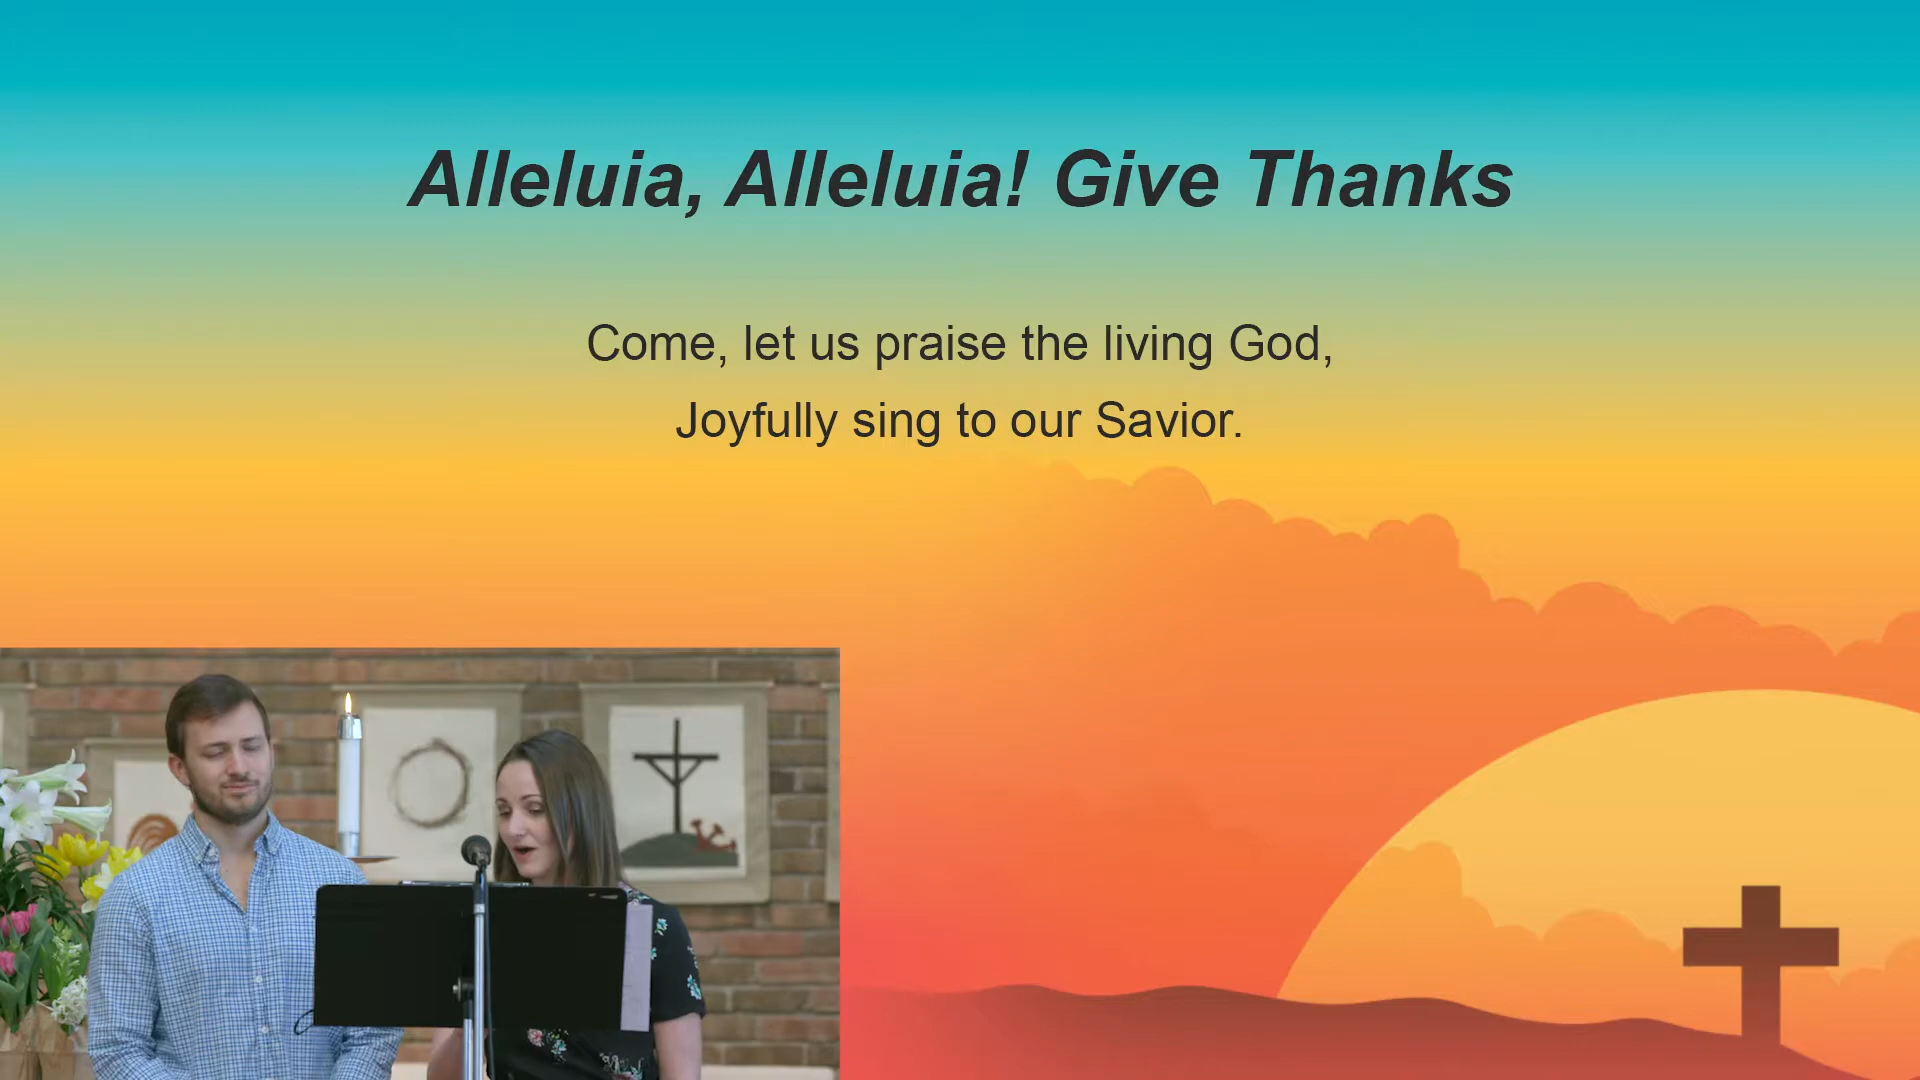 Alleluia, Alleluia! Give Thanks
Come, let us praise the living God,
Joyfully sing to our Savior.